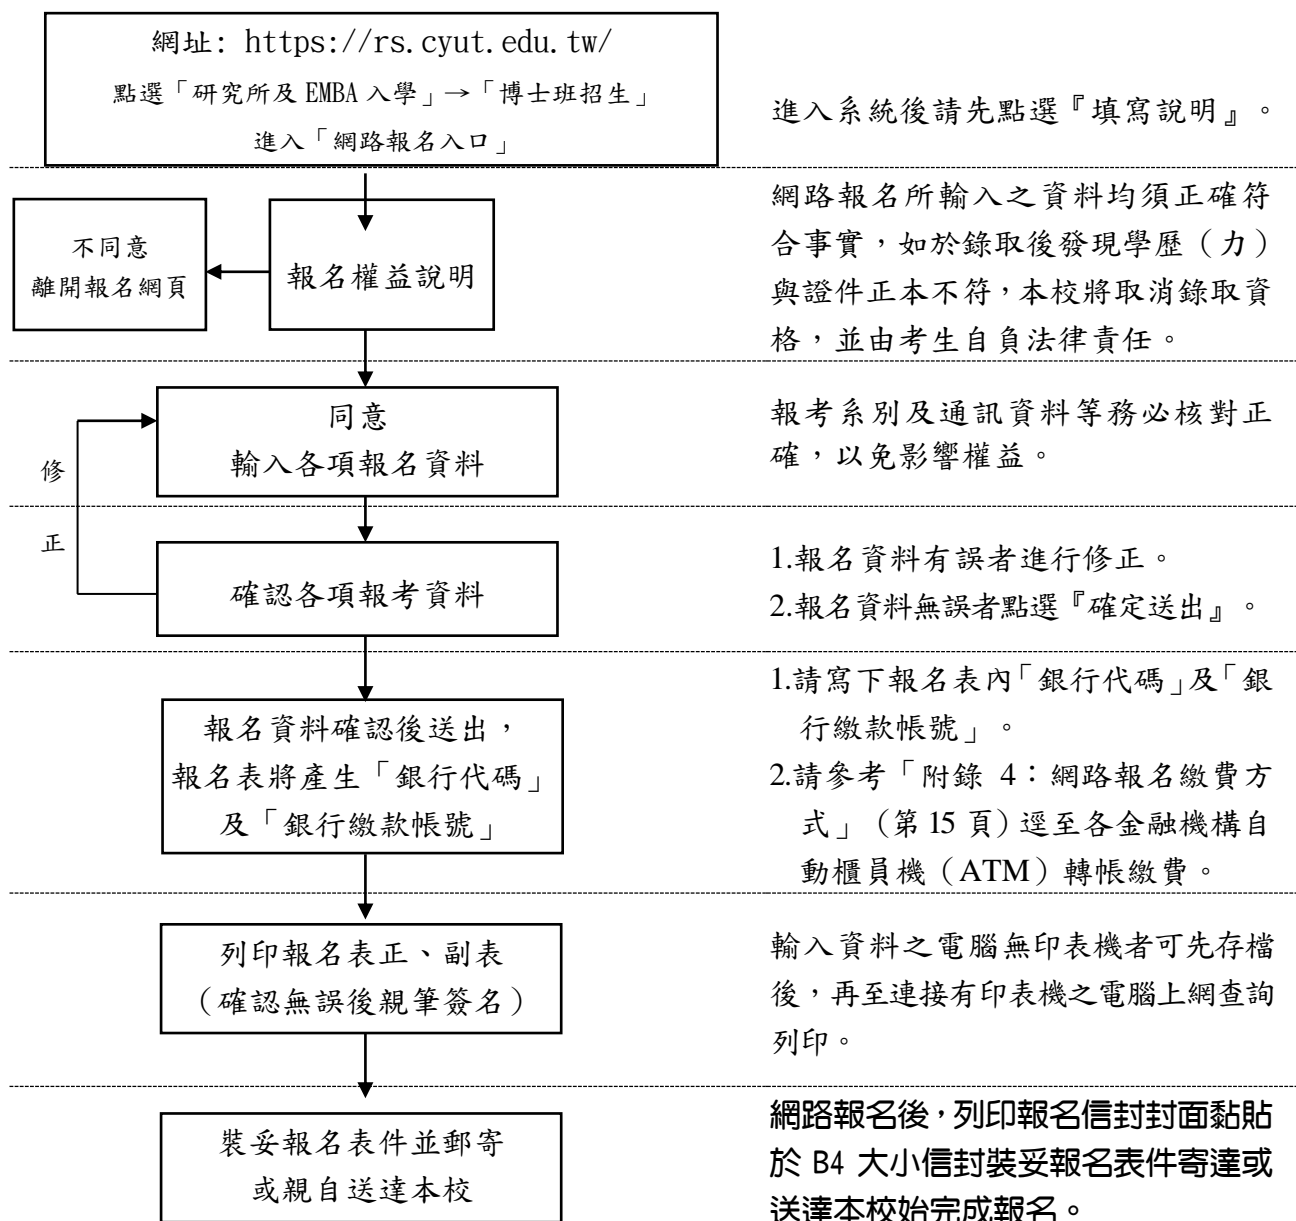 網址: https://rs.cyut.edu.tw/
點選「研究所及 EMBA 入學」→「博士班招生」
進入「網路報名入口」
進入系統後請先點選『填寫說明』。
不同意
離開報名網頁
報名權益說明
網路報名所輸入之資料均須正確符
合事實，如於錄取後發現學歷（力）
與證件正本不符，本校將取消錄取資
格，並由考生自負法律責任。
同意
輸入各項報名資料
報考系別及通訊資料等務必核對正
確，以免影響權益。
修
正
確認各項報考資料
1.報名資料有誤者進行修正。
2.報名資料無誤者點選『確定送出』。
報名資料確認後送出，
報名表將產生「銀行代碼」
及「銀行繳款帳號」
1.請寫下報名表內「銀行代碼」及「銀
行繳款帳號」。
2.請參考「附錄 4：網路報名繳費方
式」（第 15 頁）逕至各金融機構自
動櫃員機（ATM）轉帳繳費。
列印報名表正、副表
（確認無誤後親筆簽名）
輸入資料之電腦無印表機者可先存檔
後，再至連接有印表機之電腦上網查詢
列印。
裝妥報名表件並郵寄
或親自送達本校
網路報名後，列印報名信封封面黏貼
於 B4 大小信封裝妥報名表件寄達或
送達本校始完成報名。